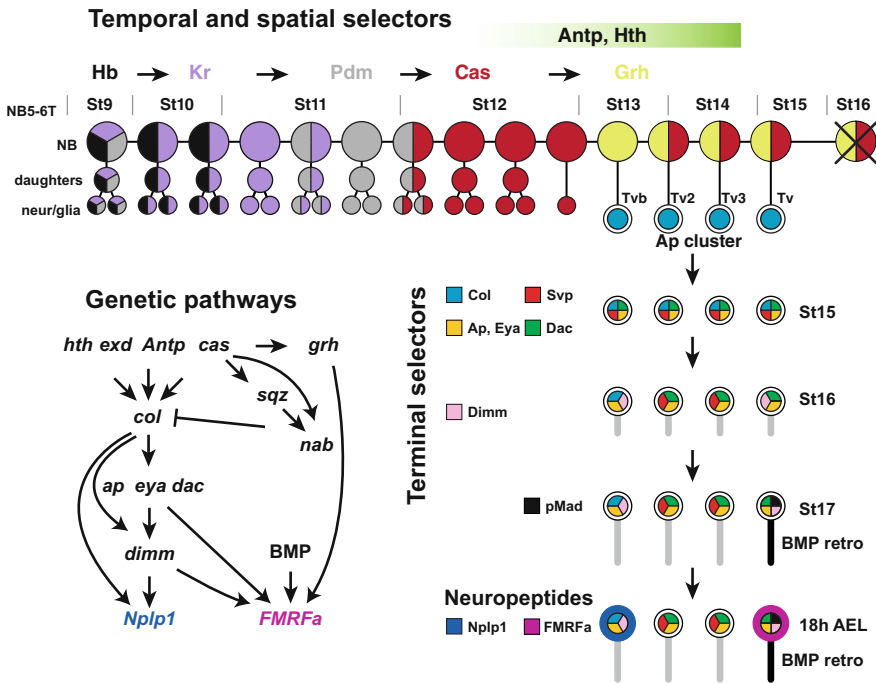 Temporal and spatial selectors
Antp, Hth
Hb Kr Pdm Cas Grh
NB5-6T St9 St10 St11 St12 St13 St14 St15 St16
NB
daughters
neur/glia
Tvb Tv2 Tv3 Tv
Ap cluster
Genetic pathways
hth exd Antp cas grh
sqz
col
nab
ap eya dac
dimm
BMP
Nplp1 FMRFa
Terminal selectors
Col Svp
Ap, Eya Dac
St15
Dimm
St16
pMad
St17
BMP retro
Neuropeptides
Nplp1 FMRFa
18h AEL
BMP retro